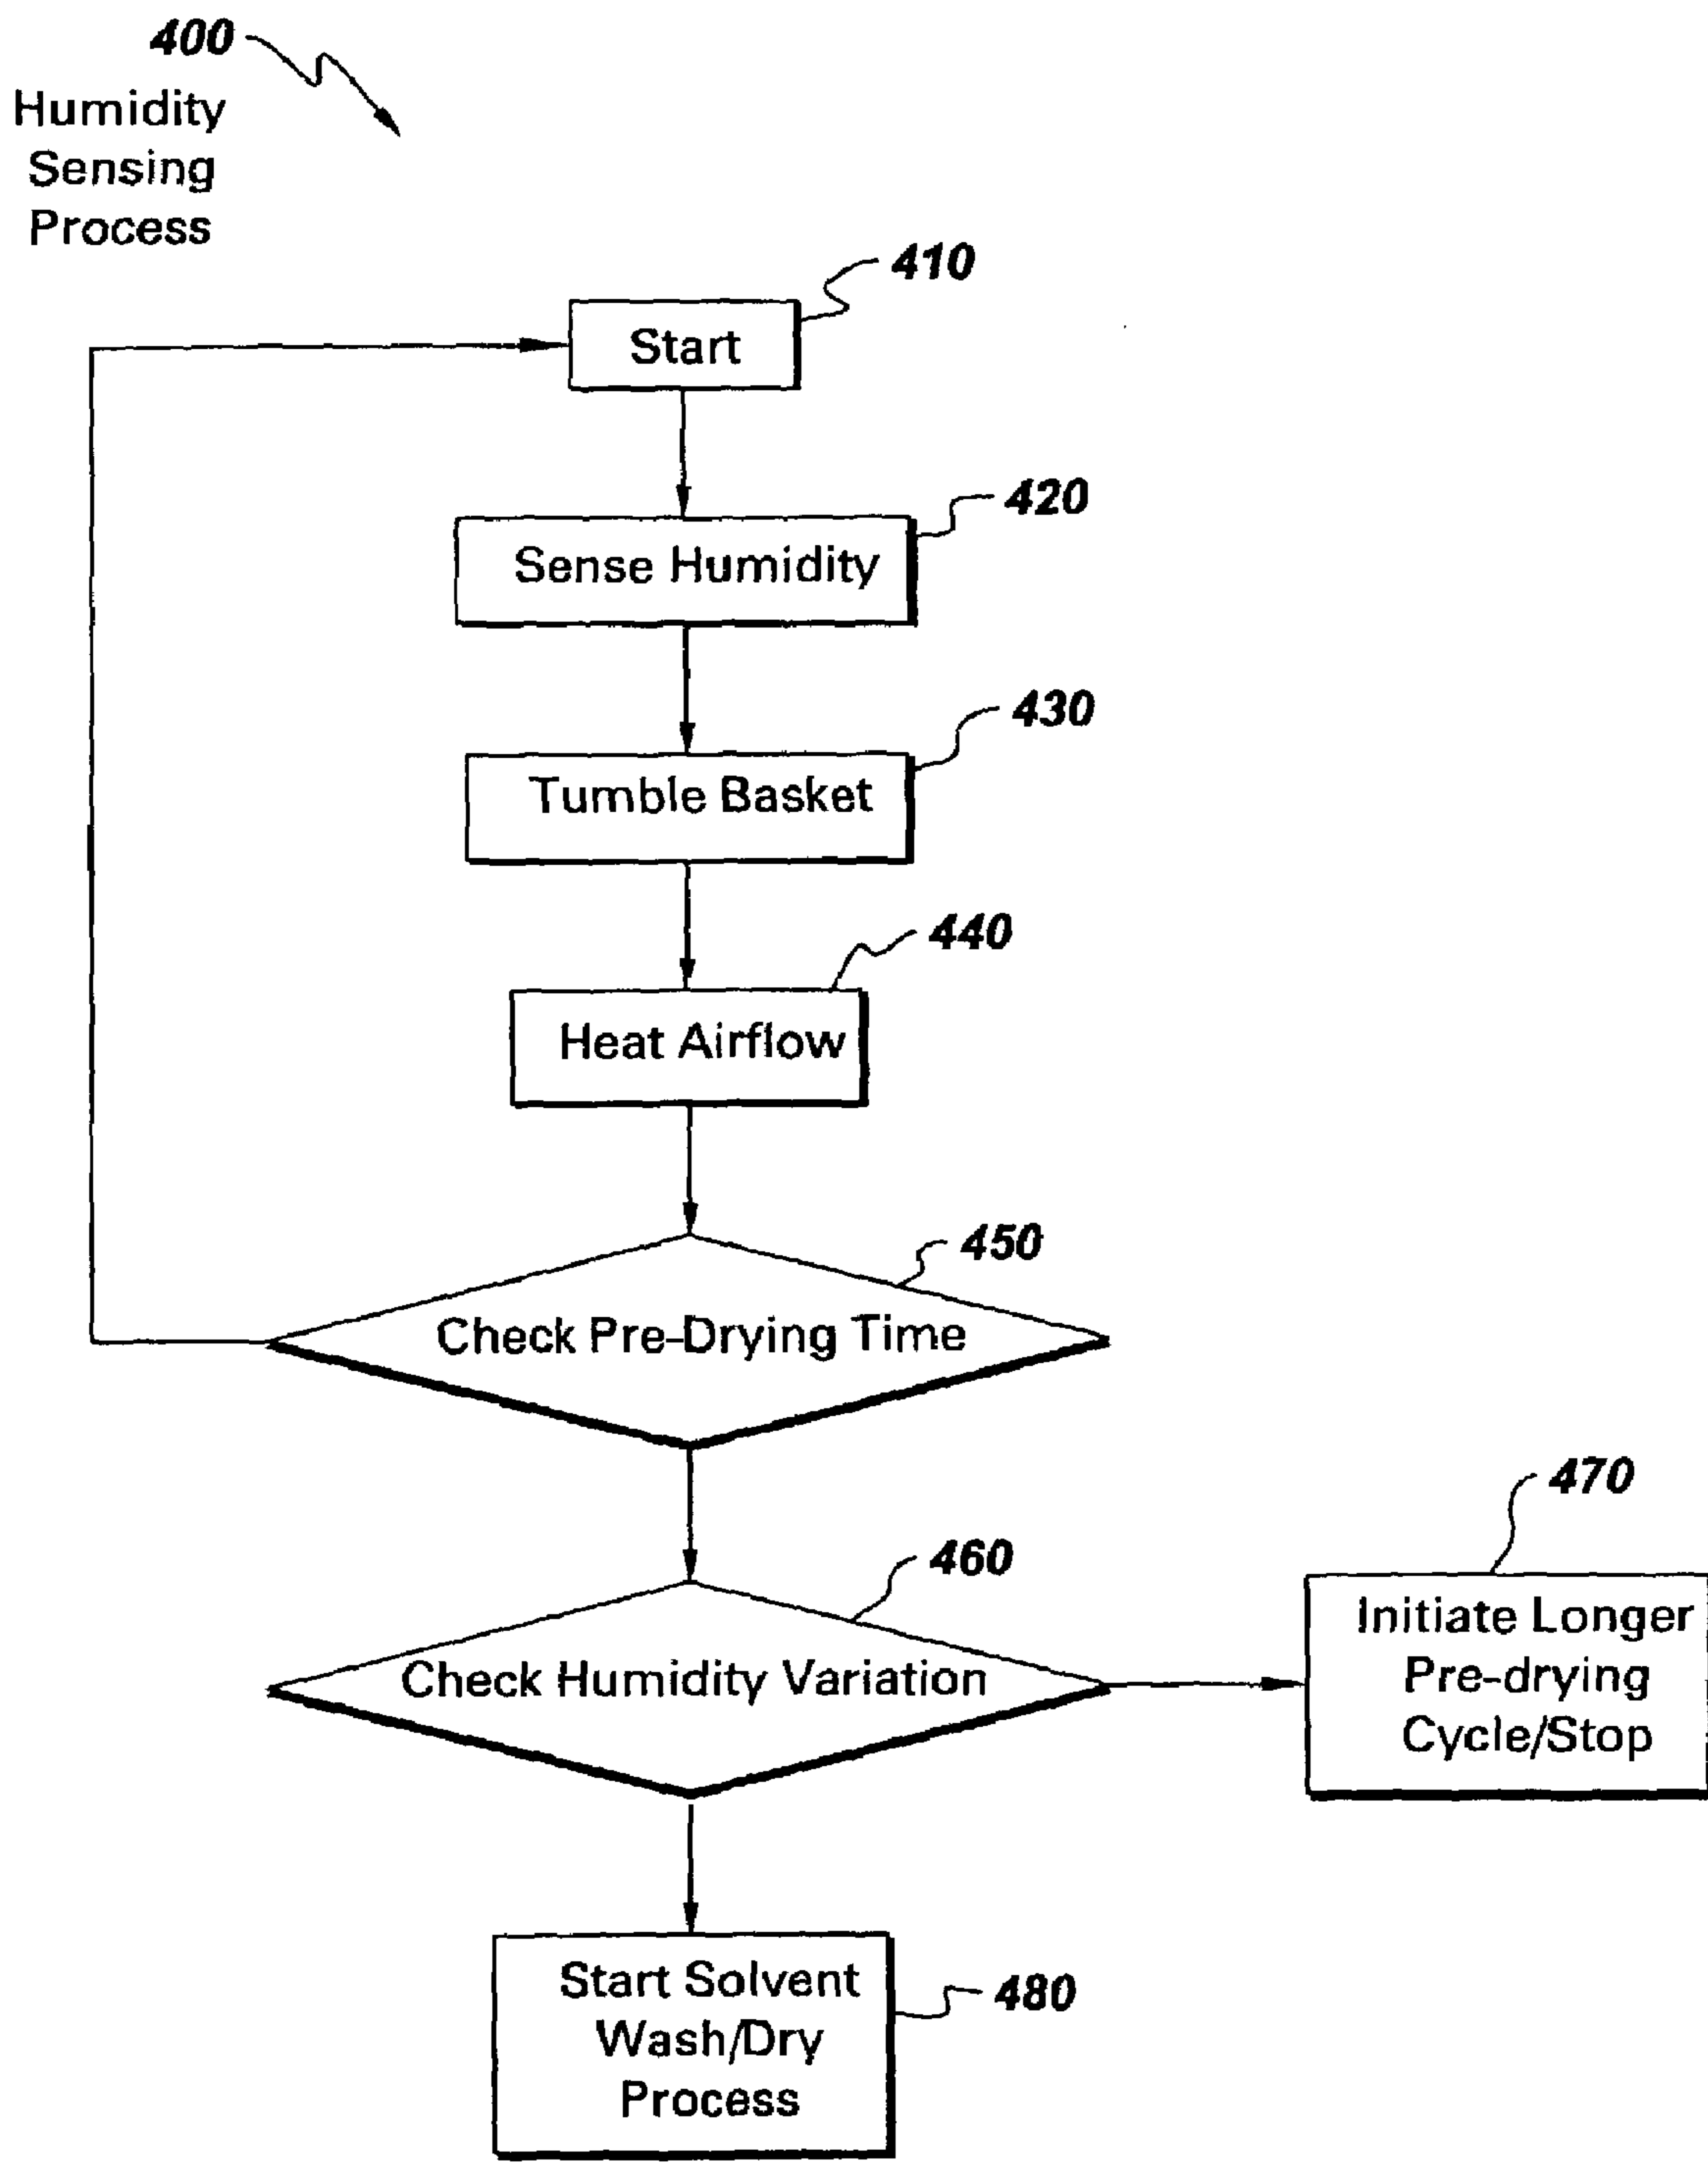 400
Humidity
Sensing
Process
410
Start
420
Sense Humidity
430
Tumble Basket
440
Heat Airflow
450
Check Pre-Drying Time
460
Check Humidity Variation
470
Initiate Longer
Pre-drying
Cycle/Stop
480
Start Solvent
Wash/Dry
Process